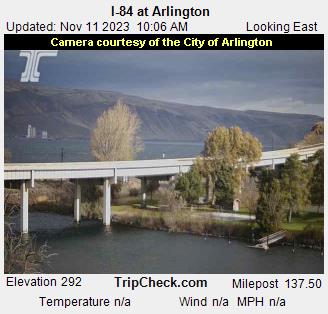 I-84 at Arlington
Updated: Nov 11 2023 10:06 AM Looking East
Camera courtesy of the City of Arlington
Elevation 292 TripCheck.com Milepost 137.50
Temperature n/a Wind n/a MPH n/a